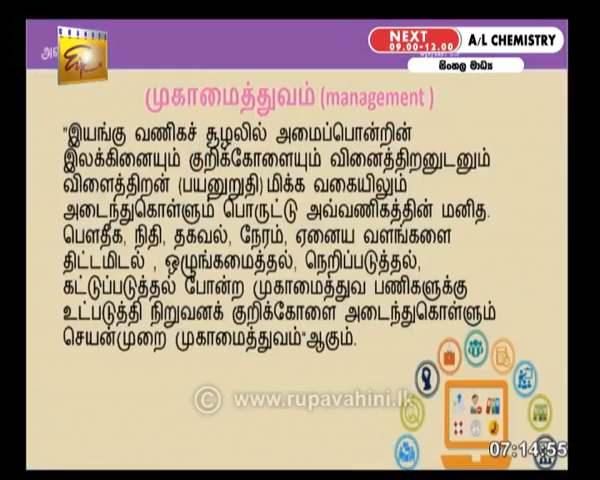 NEXT
09.00-12.00
A/L CHEMISTRY
සිංහල මාධ්‍ය
CHANNEL
Eye
முகாமைத்துவம் (management )
"இயங்கு வணிகச் சூழலில் அமைப்பொன்றின்
இலக்கினையும் குறிக்கோளையும் வினைத்திறனுடனும்
விளைத்திறன் (பயனுறுதி) மிக்க வகையிலும்
அடைந்துகொள்ளும் பொருட்டு அவ்வணிகத்தின் மனித.
பௌதீக, நிதி, தகவல், நேரம், ஏனைய வளங்களை
திட்டமிடல் , ஒழுங்கமைத்தல், நெறிப்படுத்தல்,
கட்டுப்படுத்தல் போன்ற முகாமைத்துவ பணிகளுக்கு
உட்படுத்தி நிறுவனக் குறிக்கோளை அடைந்துகொள்ளும்
செயன்முறை முகாமைத்துவம்"ஆகும்.
© www.rupavahini.lk
07:14:55